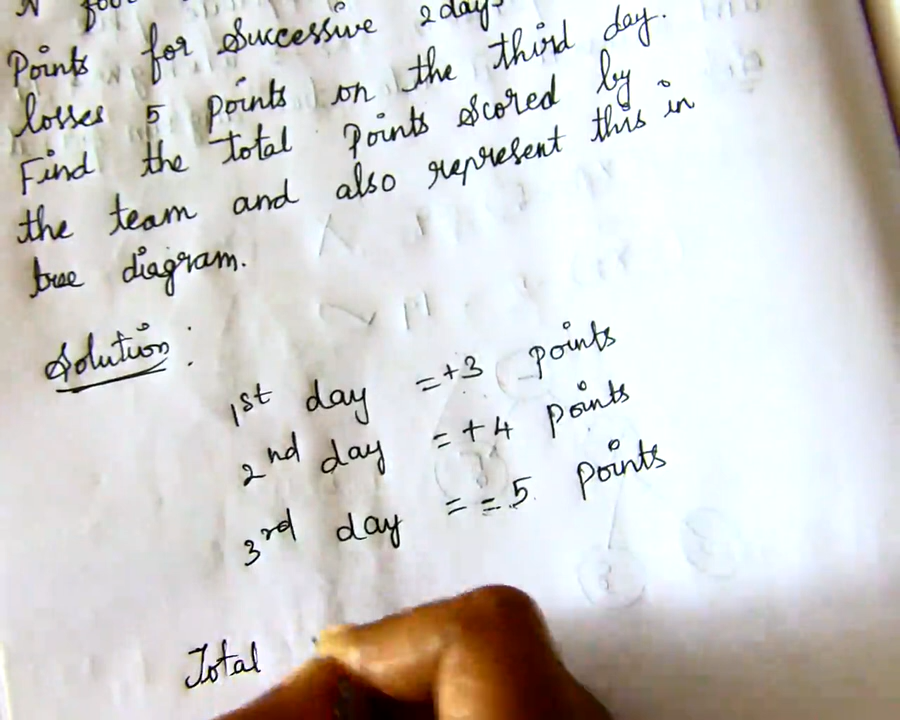 Points for Successive 2 days
losses 5 points on the third day.
Find the total points scored by
the team and also represent this in
tree diagram.
Solution :
1st day = +3 points
2nd day = +4 points
3rd day = = 5 points
Total